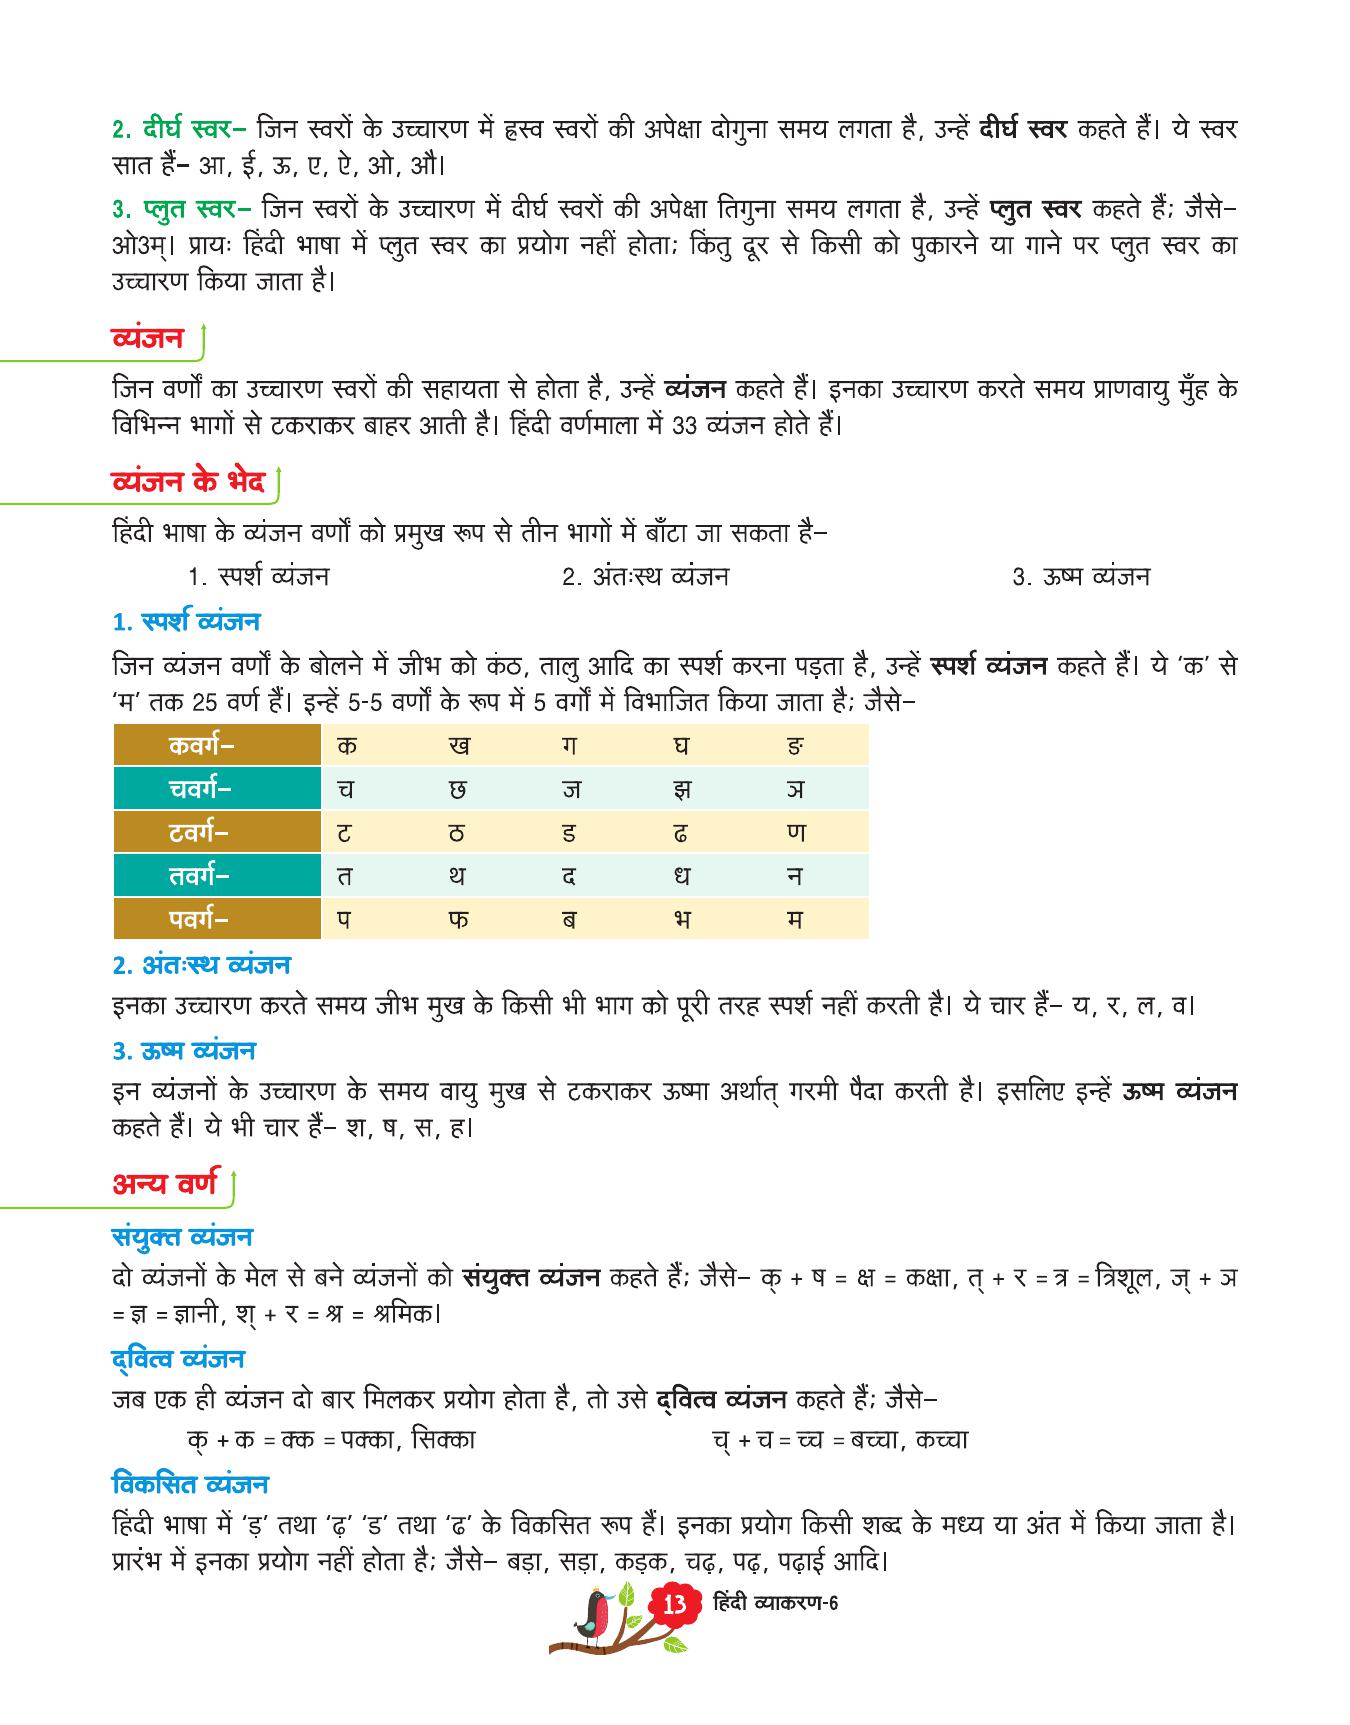 2. दीर्घ स्वर– जिन स्वरों के उच्चारण में ह्रस्व स्वरों की अपेक्षा दोगुना समय लगता है, उन्हें दीर्घ स्वर कहते हैं। ये स्वर
सात हैं– आ, ई, ऊ, ए, ऐ, ओ, औ।
3. प्लुत स्वर– जिन स्वरों के उच्चारण में दीर्घ स्वरों की अपेक्षा तिगुना समय लगता है, उन्हें प्लुत स्वर कहते हैं; जैसे–
ओ3म्। प्रायः हिंदी भाषा में प्लुत स्वर का प्रयोग नहीं होता; किंतु दूर से किसी को पुकारने या गाने पर प्लुत स्वर का
उच्चारण किया जाता है।
व्यंजन
जिन वर्णों का उच्चारण स्वरों की सहायता से होता है, उन्हें व्यंजन कहते हैं। इनका उच्चारण करते समय प्राणवायु मुँह के
विभिन्न भागों से टकराकर बाहर आती है। हिंदी वर्णमाला में 33 व्यंजन होते हैं।
व्यंजन के भेद
हिंदी भाषा के व्यंजन वर्णों को प्रमुख रूप से तीन भागों में बाँटा जा सकता है–
1. स्पर्श व्यंजन 2. अंतःस्थ व्यंजन 3. ऊष्म व्यंजन
1. स्पर्श व्यंजन
जिन व्यंजन वर्णों के बोलने में जीभ को कंठ, तालु आदि का स्पर्श करना पड़ता है, उन्हें स्पर्श व्यंजन कहते हैं। ये ‘क’ से
‘म’ तक 25 वर्ण हैं। इन्हें 5-5 वर्णों के रूप में 5 वर्गों में विभाजित किया जाता है; जैसे–
कवर्ग– क ख ग घ ङ
चवर्ग– च छ ज झ ञ
टवर्ग– ट ठ ड ढ ण
तवर्ग– त थ द ध न
पवर्ग– प फ ब भ म
2. अंतःस्थ व्यंजन
इनका उच्चारण करते समय जीभ मुख के किसी भी भाग को पूरी तरह स्पर्श नहीं करती है। ये चार हैं– य, र, ल, व।
3. ऊष्म व्यंजन
इन व्यंजनों के उच्चारण के समय वायु मुख से टकराकर ऊष्मा अर्थात् गरमी पैदा करती है। इसलिए इन्हें ऊष्म व्यंजन
कहते हैं। ये भी चार हैं– श, ष, स, ह।
अन्य वर्ण
संयुक्त व्यंजन
दो व्यंजनों के मेल से बने व्यंजनों को संयुक्त व्यंजन कहते हैं; जैसे– क् + ष = क्ष = कक्षा, त् + र = त्र = त्रिशूल, ज् + ञ
= ज्ञ = ज्ञानी, श् + र = श्र = श्रमिक।
द्‌वित्व व्यंजन
जब एक ही व्यंजन दो बार मिलकर प्रयोग होता है, तो उसे द्‌वित्व व्यंजन कहते हैं; जैसे–
क् + क = क्क = पक्का, सिक्का च् + च = च्च = बच्चा, कच्चा
विकसित व्यंजन
हिंदी भाषा में ‘ड़’ तथा ‘ढ़’ ‘ड’ तथा ‘ढ’ के विकसित रूप हैं। इनका प्रयोग किसी शब्द के मध्य या अंत में किया जाता है।
प्रारंभ में इनका प्रयोग नहीं होता है; जैसे– बड़ा, सड़ा, कड़क, चढ़, पढ़, पढ़ाई आदि।
13 हिंदी व्याकरण-6